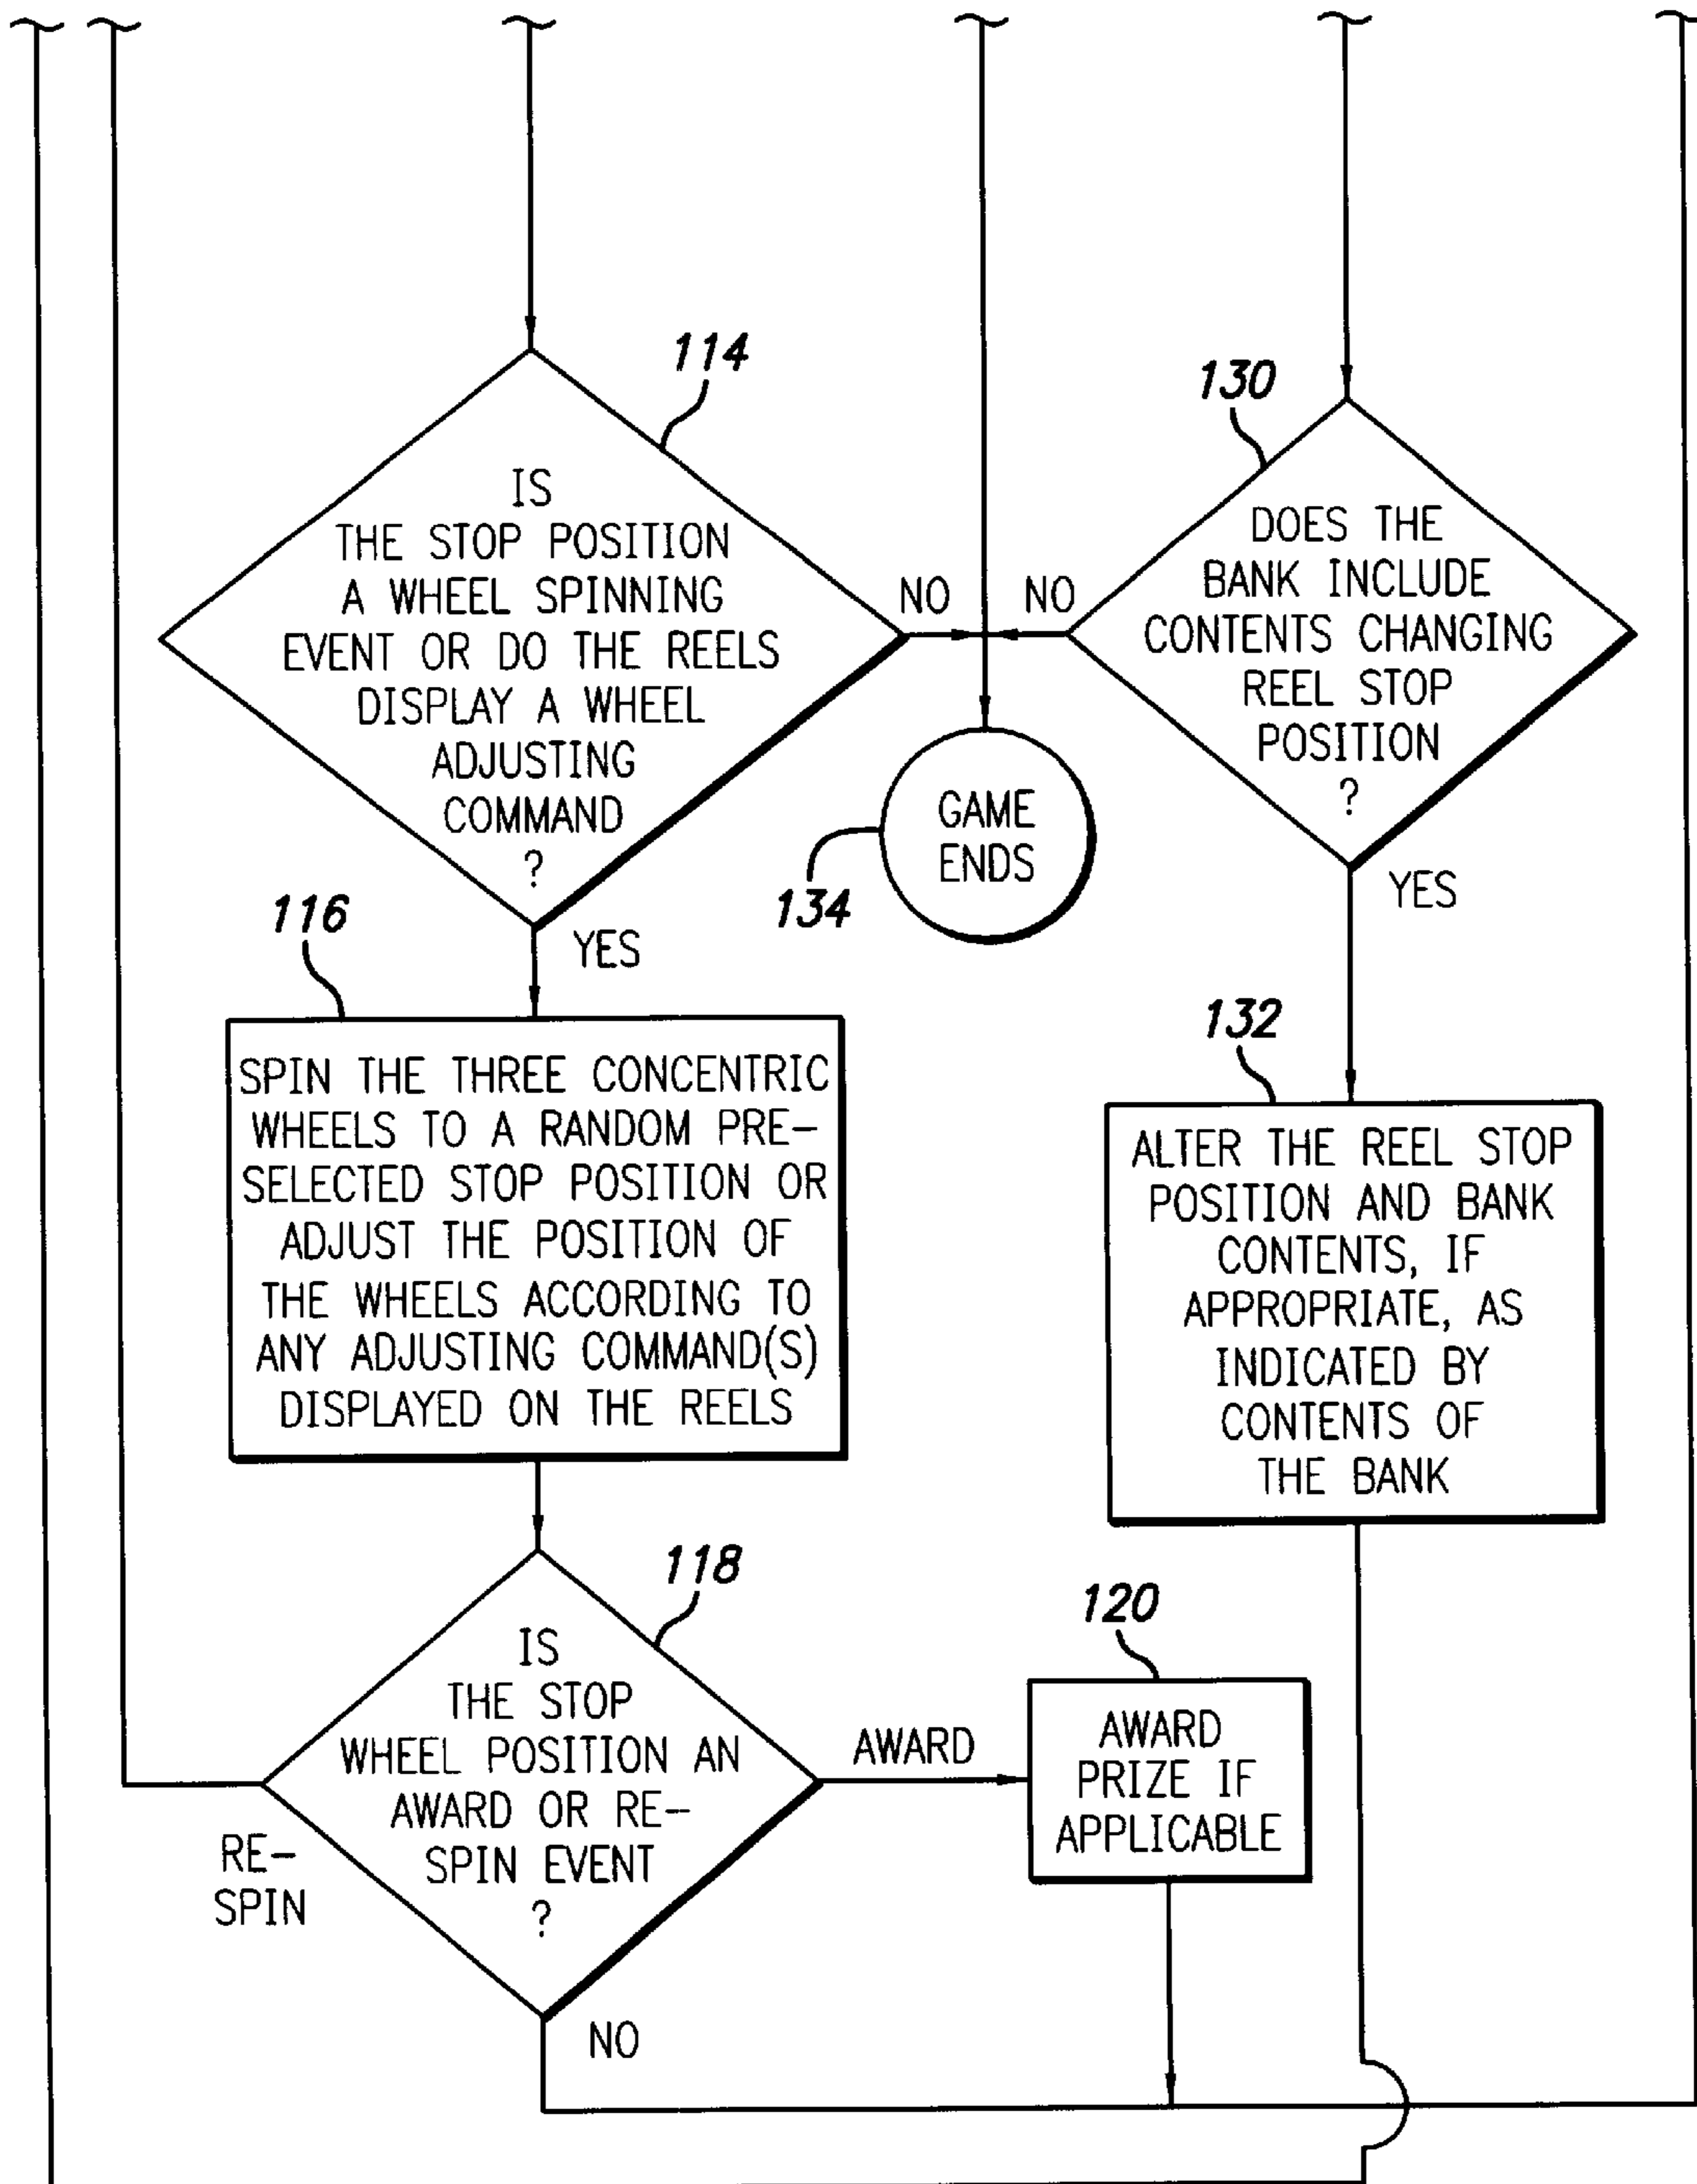 114
IS
THE STOP POSITION
A WHEEL SPINNING
EVENT OR DO THE REELS
DISPLAY A WHEEL
ADJUSTING
COMMAND
?
NO
YES
130
DOES THE
BANK INCLUDE
CONTENTS CHANGING
REEL STOP
POSITION
?
NO
YES
GAME
ENDS
134
116
SPIN THE THREE CONCENTRIC
WHEELS TO A RANDOM PRE-
SELECTED STOP POSITION OR
ADJUST THE POSITION OF
THE WHEELS ACCORDING TO
ANY ADJUSTING COMMAND(S)
DISPLAYED ON THE REELS
132
ALTER THE REEL STOP
POSITION AND BANK
CONTENTS, IF
APPROPRIATE, AS
INDICATED BY
CONTENTS OF
THE BANK
118
IS
THE STOP
WHEEL POSITION AN
AWARD OR RE-
SPIN EVENT
?
RE-
SPIN
NO
AWARD
120
AWARD
PRIZE IF
APPLICABLE